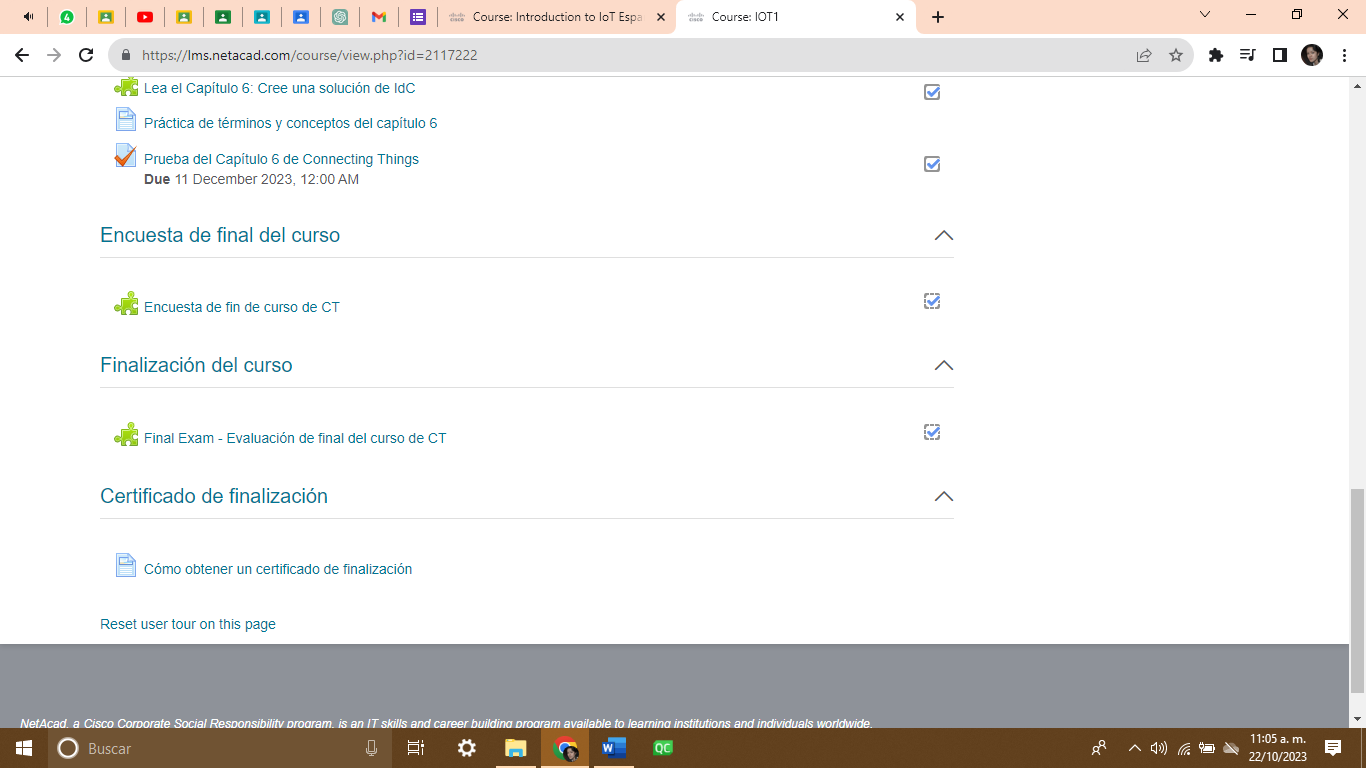 Course: Introduction to IoT Espa
Course: IOT1
https://lms.netacad.com/course/view.php?id=2117222
Lea el Capítulo 6: Cree una solución de IdC
Práctica de términos y conceptos del capítulo 6
Prueba del Capítulo 6 de Connecting Things
Due 11 December 2023, 12:00 AM
Encuesta de final del curso
Encuesta de fin de curso de CT
Finalización del curso
Final Exam - Evaluación de final del curso de CT
Certificado de finalización
Cómo obtener un certificado de finalización
Reset user tour on this page
NetAcad, a Cisco Corporate Social Responsibility program, is an IT skills and career building program available to learning institutions and individuals worldwide.
Buscar
W
QC
11:05 a. m.
22/10/2023